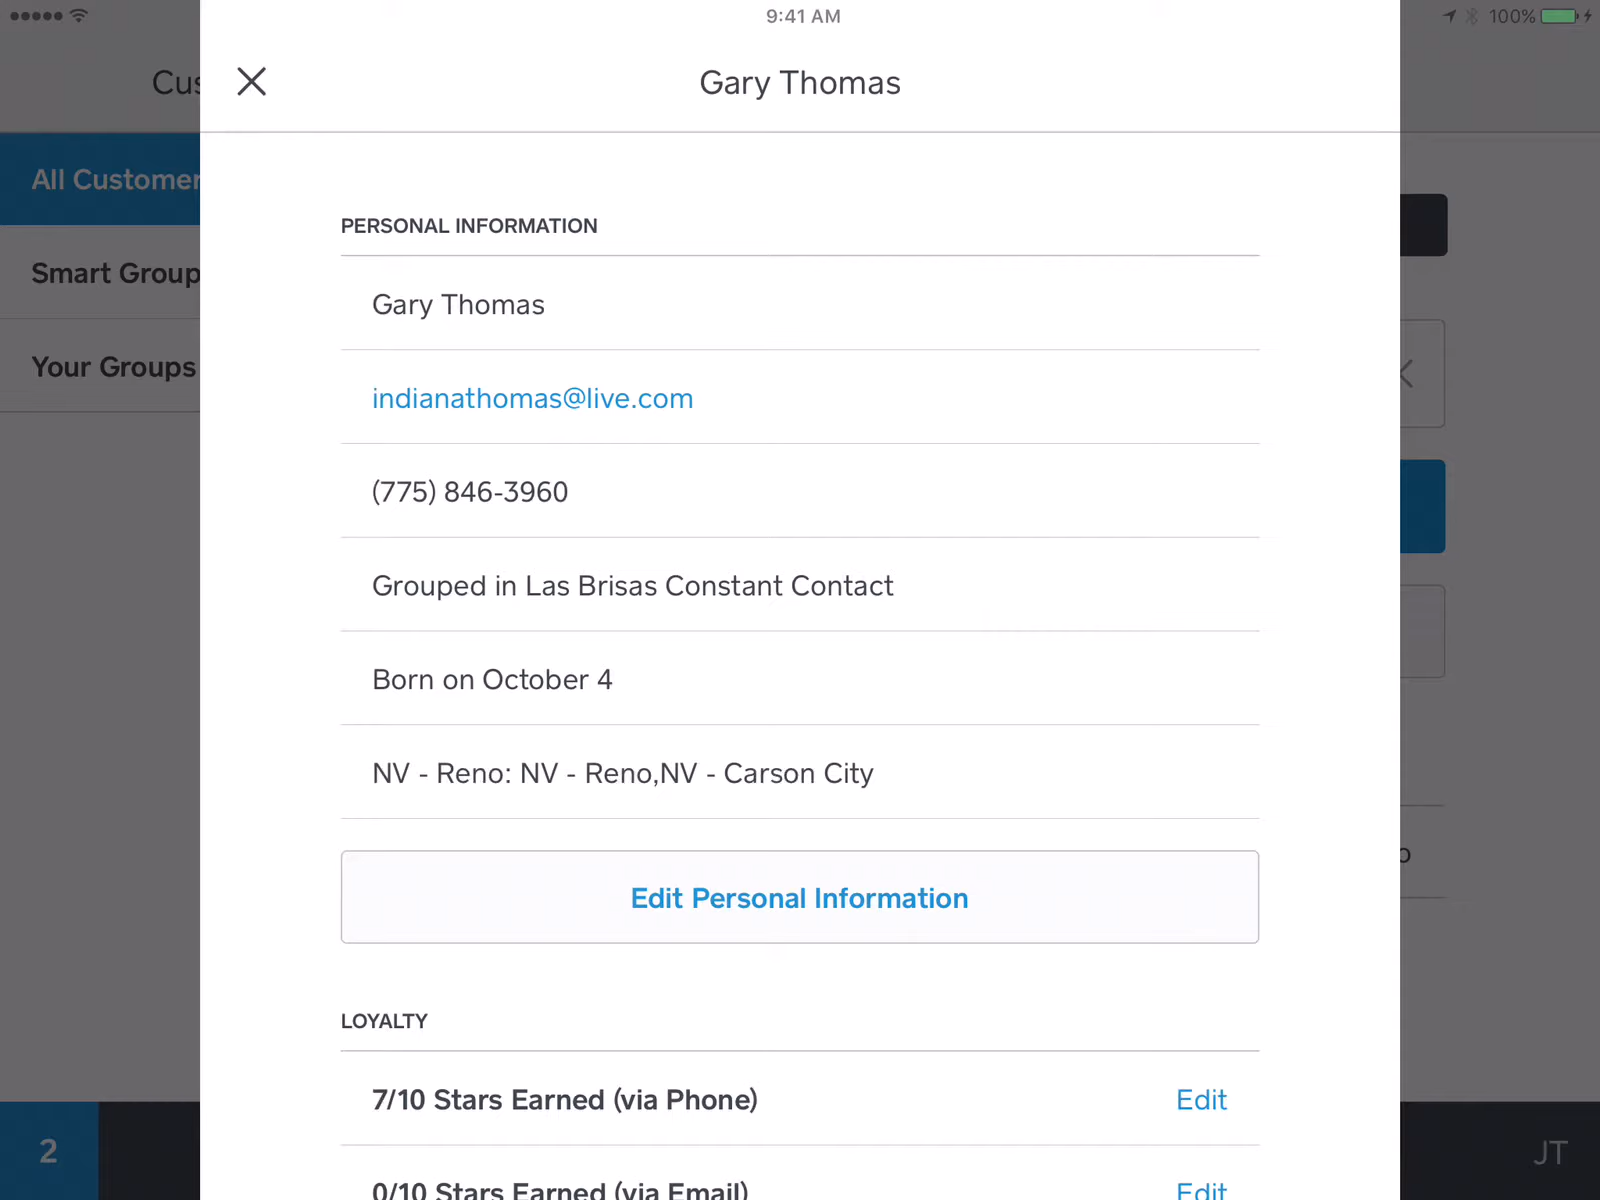 9:41 AM
100%
Cus
Gary Thomas
All Customer
Smart Group
Your Groups
PERSONAL INFORMATION
Gary Thomas
indianathomas@live.com
(775) 846-3960
Grouped in Las Brisas Constant Contact
Born on October 4
NV - Reno: NV - Reno,NV - Carson City
Edit Personal Information
LOYALTY
7/10 Stars Earned (via Phone)
Edit
0/10 Stars Earned (via Email)
Edit
2
JT